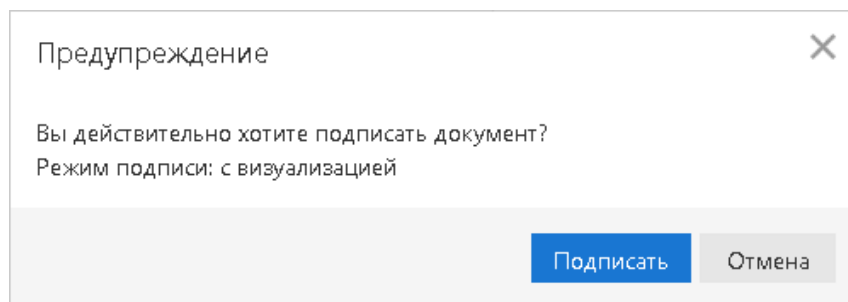 Предупреждение
Вы действительно хотите подписать документ?
Режим подписи: с визуализацией
Подписать
Отмена